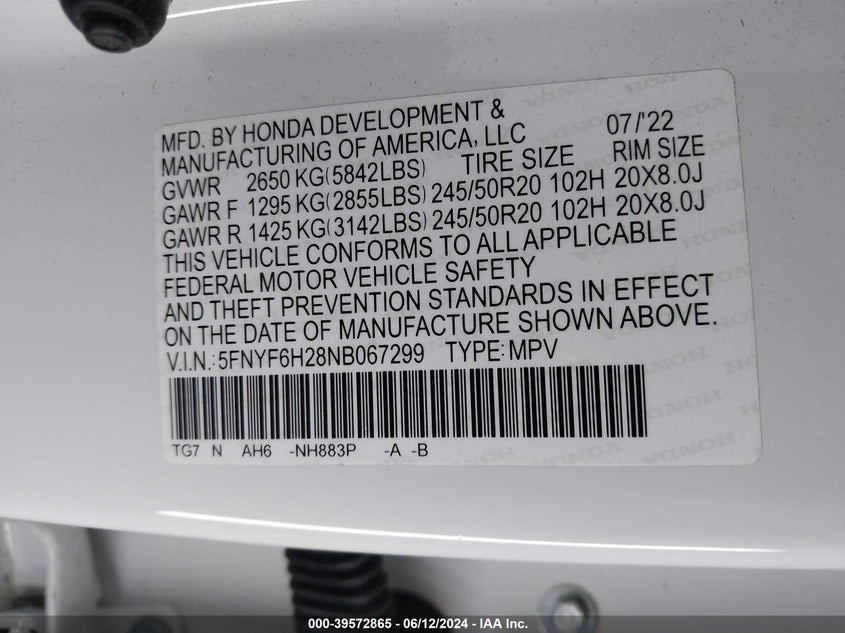 MFD. BY HONDA DEVELOPMENT &
MANUFACTURING OF AMERICA, LLC 07/'22
GVWR 2650 KG(5842LBS) TIRE SIZE RIM SIZE
GAWR F 1295 KG(2855LBS) 245/50R20 102H 20X8.0J
GAWR R 1425 KG(3142LBS) 245/50R20 102H 20X8.0J
THIS VEHICLE CONFORMS TO ALL APPLICABLE
FEDERAL MOTOR VEHICLE SAFETY
AND THEFT PREVENTION STANDARDS IN EFFECT
ON THE DATE OF MANUFACTURE SHOWN ABOVE.
V.I.N.: 5FNYF6H28NB067299 TYPE: MPV
TG7 N AH6 -NH883P -A -B
HONDA HONDA
000-39572865 - 06/12/2024 - IAA Inc.